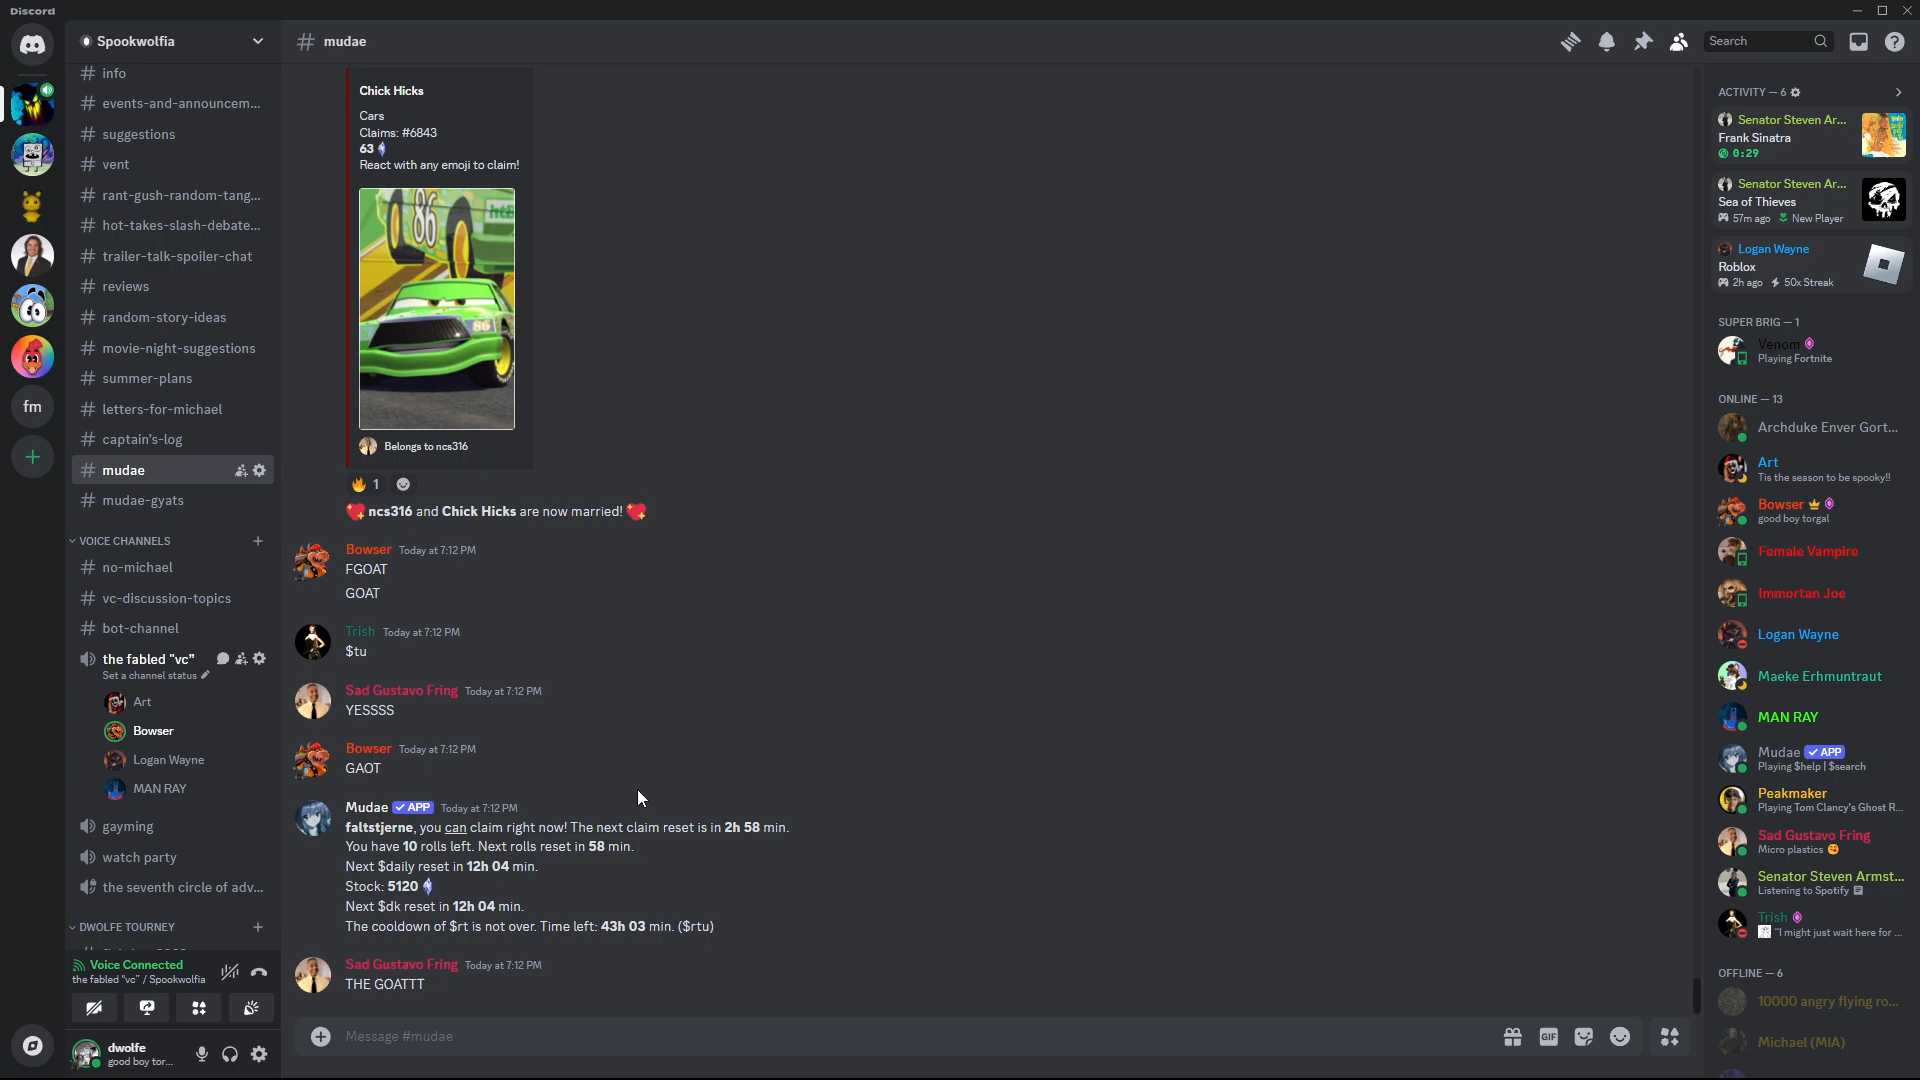 Discord
Spookwolfia
# info
# events-and-announcem...
# suggestions
# vent
# rant-gush-random-tang...
# hot-takes-slash-debate...
# trailer-talk-spoiler-chat
# reviews
# random-story-ideas
# movie-night-suggestions
# summer-plans
# letters-for-michael
# captain's-log
# mudae
# mudae-gyats
VOICE CHANNELS
# no-michael
# vc-discussion-topics
# bot-channel
the fabled "vc"
Set a channel status
Art
Bowser
Logan Wayne
MAN RAY
gayming
watch party
the seventh circle of adv...
DWOLFE TOURNEY
Voice Connected
the fabled "vc" / Spookwolfia
dwolfe
good boy tor...
fm
# mudae
Search
Chick Hicks
Cars
Claims: #6843
63
React with any emoji to claim!
86
86
Belongs to ncs316
🔥 1
💖 ncs316 and Chick Hicks are now married! 💖
Bowser Today at 7:12 PM
FGOAT
GOAT
Trish Today at 7:12 PM
$tu
Sad Gustavo Fring Today at 7:12 PM
YESSSS
Bowser Today at 7:12 PM
GAOT
Mudae ✓ APP Today at 7:12 PM
faltstjerne, you can claim right now! The next claim reset is in 2h 58 min.
You have 10 rolls left. Next rolls reset in 58 min.
Next $daily reset in 12h 04 min.
Stock: 5120
Next $dk reset in 12h 04 min.
The cooldown of $rt is not over. Time left: 43h 03 min. ($rtu)
Sad Gustavo Fring Today at 7:12 PM
THE GOATTT
Message #mudae
GIF
ACTIVITY — 6
Senator Steven Ar...
Frank Sinatra
0:29
Senator Steven Ar...
Sea of Thieves
57m ago New Player
Logan Wayne
Roblox
2h ago 50x Streak
SUPER BRIG — 1
Venom
Playing Fortnite
ONLINE — 13
Archduke Enver Gort...
Art
Tis the season to be spooky!!
Bowser
good boy torgal
Female Vampire
Immortan Joe
Logan Wayne
Maeke Erhmuntraut
MAN RAY
Mudae ✓ APP
Playing $help | $search
Peakmaker
Playing Tom Clancy's Ghost R...
Sad Gustavo Fring
Micro plastics 😋
Senator Steven Armst...
Listening to Spotify
Trish
"I might just wait here for ...
OFFLINE — 6
10000 angry flying ro...
Michael (MIA)